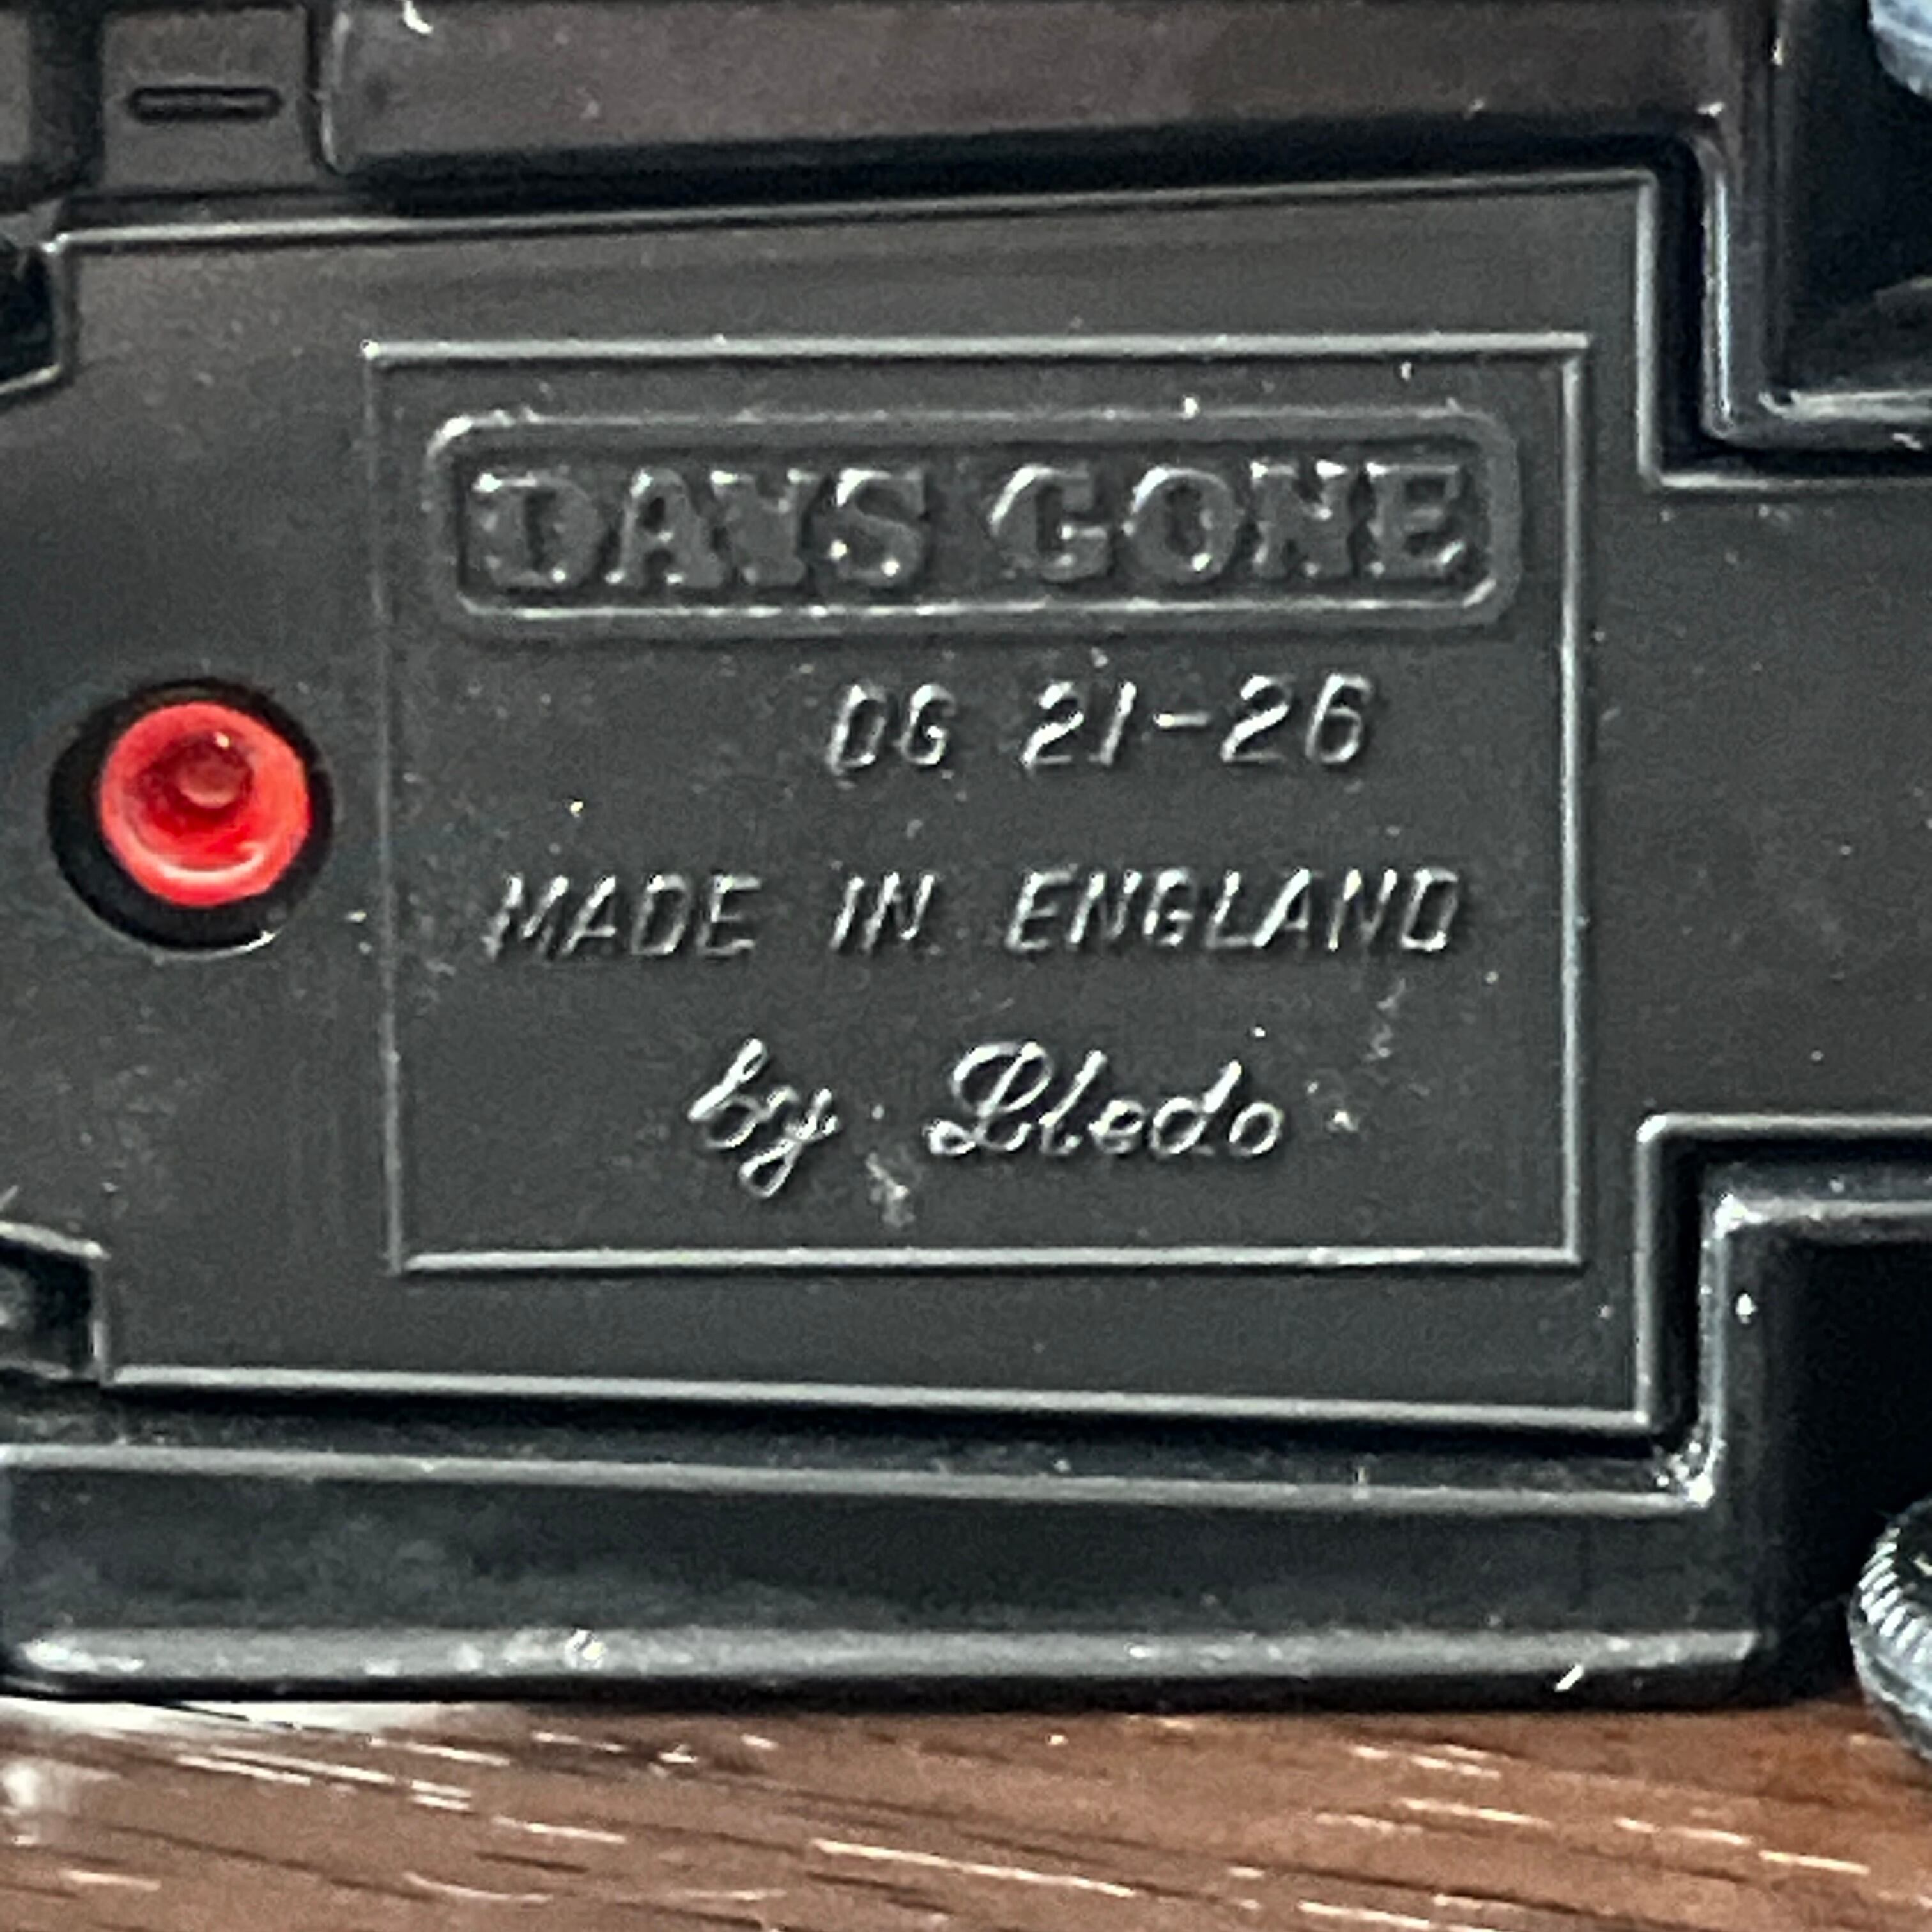 DAYS GONE
DG 21-26
MADE IN ENGLAND
by Lledo